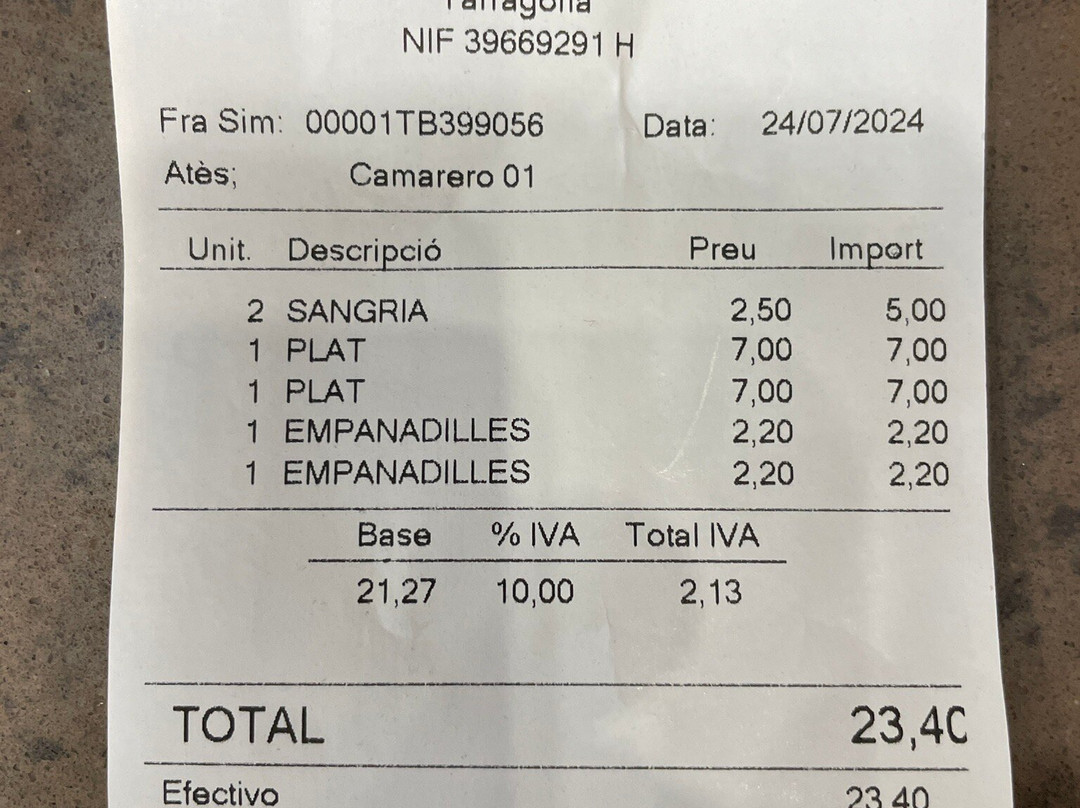 Tarragona
NIF 39669291 H
Fra Sim: 00001TB399056 Data: 24/07/2024
Atès; Camarero 01
Unit. Descripció Preu Import
2 SANGRIA 2,50 5,00
1 PLAT 7,00 7,00
1 PLAT 7,00 7,00
1 EMPANADILLES 2,20 2,20
1 EMPANADILLES 2,20 2,20
Base % IVA Total IVA
21,27 10,00 2,13
TOTAL 23,40
Efectivo 23,40